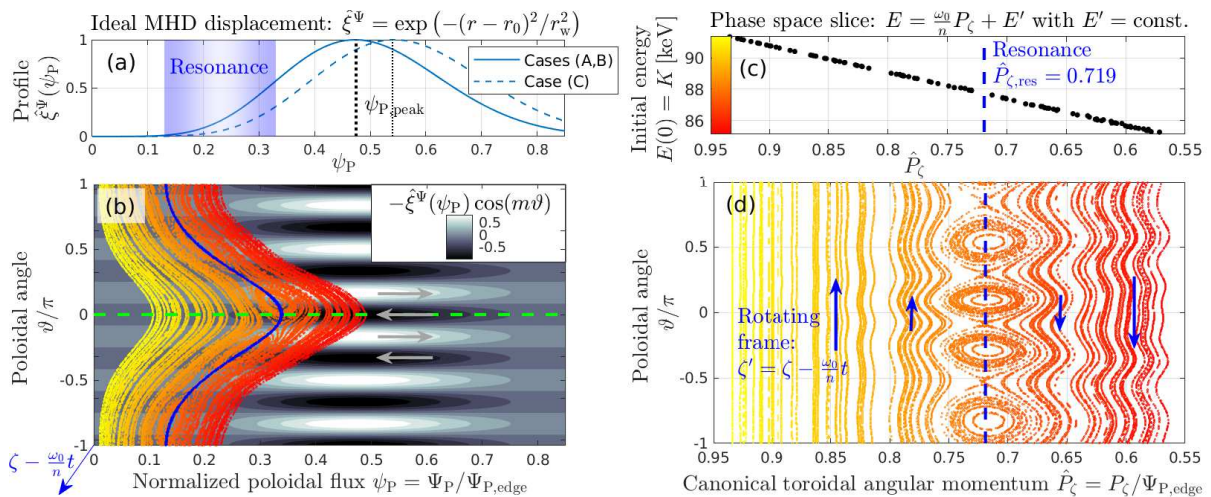 Ideal MHD displacement: ξ̂^Ψ = exp (−(r − r₀)²/r_w²)
(a)
Resonance
Cases (A,B)
Case (C)
ψ_P,peak
Profile
ξ̂^Ψ(ψ_P)
1
0.5
0
0 0.1 0.2 0.3 0.4 0.5 0.6 0.7 0.8
ψ_P
(b)
−ξ̂^Ψ(ψ_P) cos(mϑ)
0.5
0
-0.5
Poloidal angle
ϑ/π
1
0.5
0
-0.5
1
0 0.1 0.2 0.3 0.4 0.5 0.6 0.7 0.8
ζ − ω₀/n t
Normalized poloidal flux ψ_P = Ψ_P/Ψ_P,edge
Phase space slice: E = ω₀/n P_ζ + E′ with E′ = const.
(c)
Resonance
P̂_ζ,res = 0.719
Initial energy
E(0) = K [keV]
90
88
86
0.95 0.9 0.85 0.8 0.75 0.7 0.65 0.6 0.55
P̂_ζ
(d)
Rotating
frame:
ζ′ = ζ − ω₀/n t
Poloidal angle
ϑ/π
1
0.5
0
-0.5
-1
0.95 0.9 0.85 0.8 0.75 0.7 0.65 0.6 0.55
Canonical toroidal angular momentum P̂_ζ = P_ζ/Ψ_P,edge